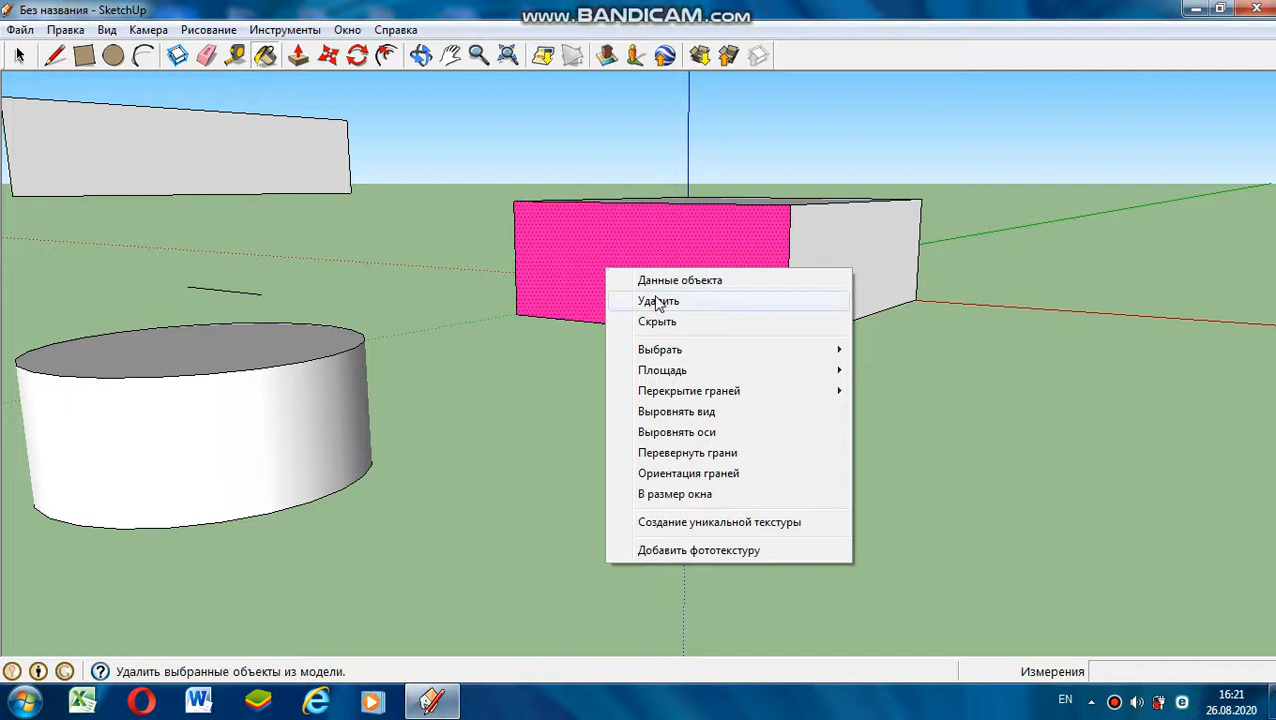 Без названия - SketchUp
www.BANDICAM.com
Файл Правка Вид Камера Рисование Инструменты Окно Справка
Данные объекта
Удалить
Скрыть
Выбрать
Площадь
Перекрытие граней
Выровнять вид
Выровнять оси
Перевернуть грани
Ориентация граней
В размер окна
Создание уникальной текстуры
Добавить фототекстуру
Удалить выбранные объекты из модели.
Измерения
EN
16:21
26.08.2020